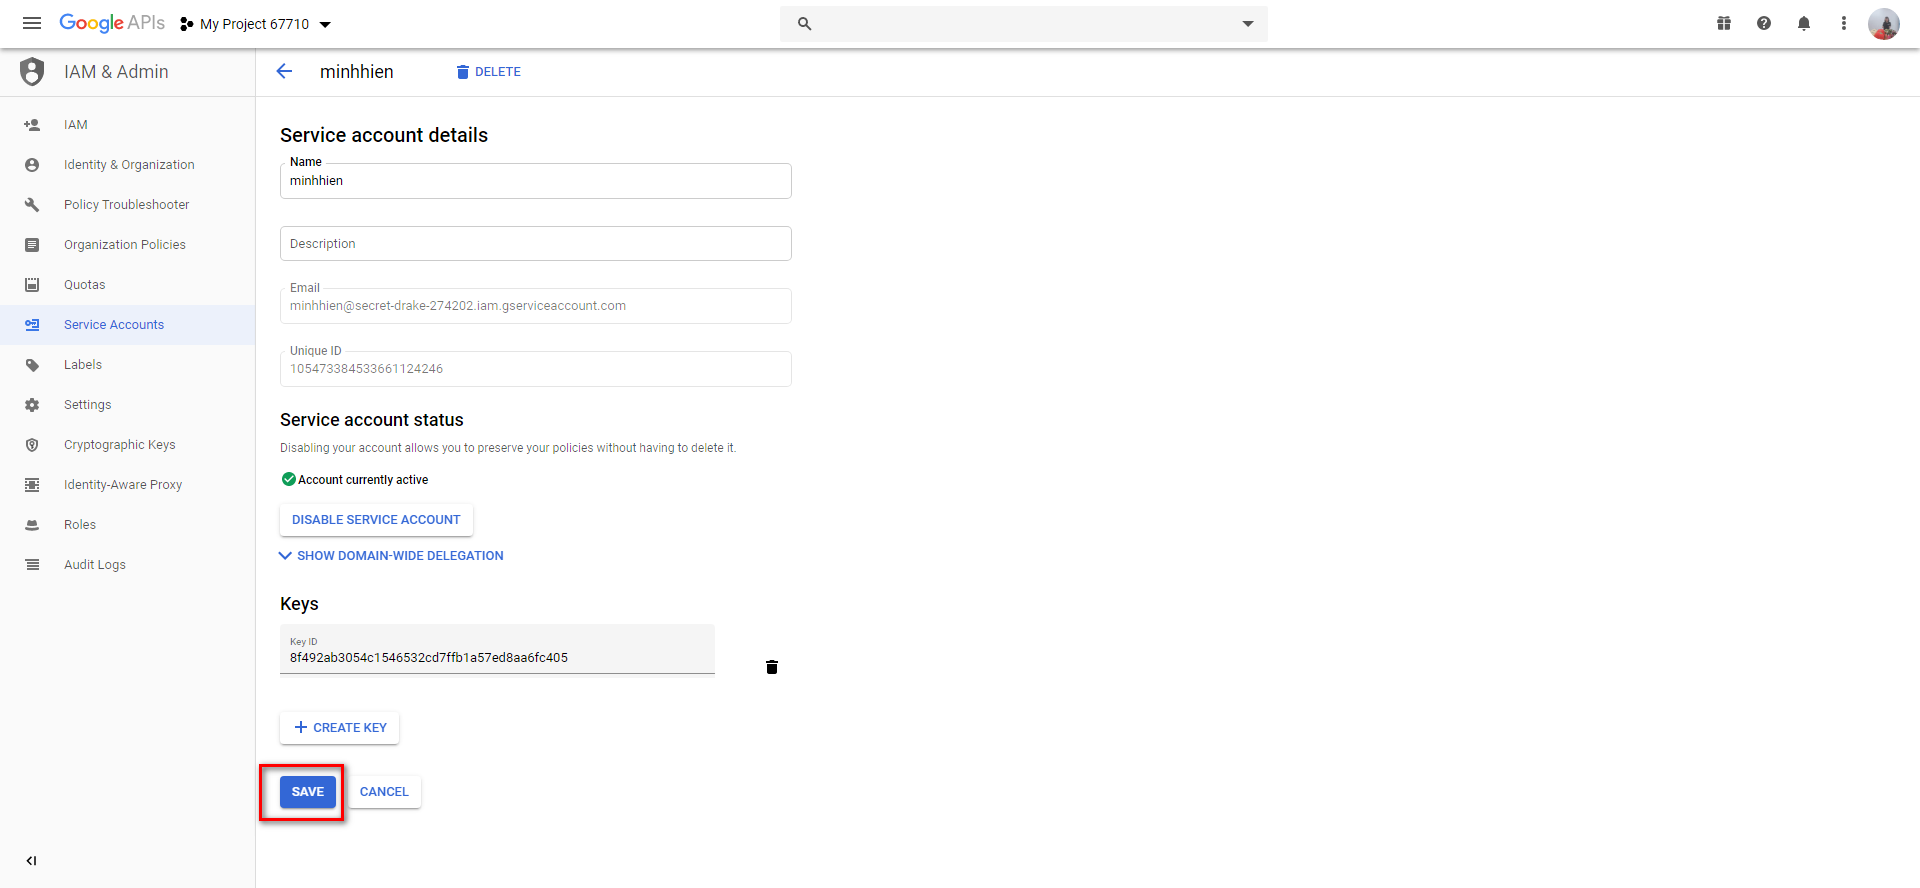 Google APIs My Project 67710
IAM & Admin
IAM
Identity & Organization
Policy Troubleshooter
Organization Policies
Quotas
Service Accounts
Labels
Settings
Cryptographic Keys
Identity-Aware Proxy
Roles
Audit Logs
minhhien DELETE
Service account details
Name
minhhien
Description
Email
minhhien@secret-drake-274202.iam.gserviceaccount.com
Unique ID
105473384533661124246
Service account status
Disabling your account allows you to preserve your policies without having to delete it.
Account currently active
DISABLE SERVICE ACCOUNT
SHOW DOMAIN-WIDE DELEGATION
Keys
Key ID
8f492ab3054c1546532cd7ffb1a57ed8aa6fc405
CREATE KEY
SAVE CANCEL